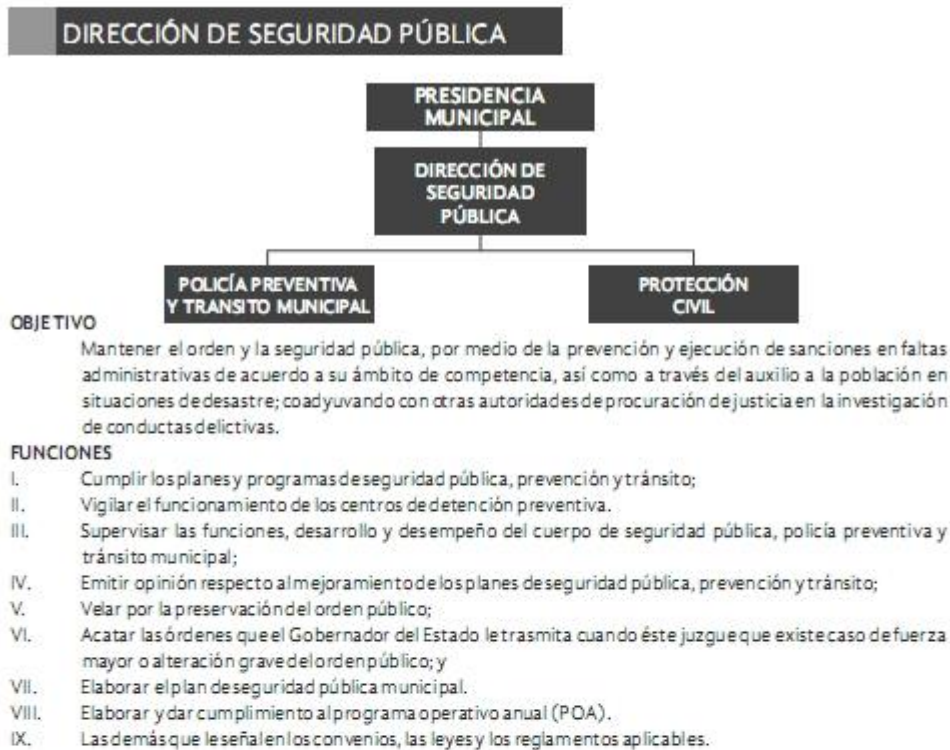 DIRECCIÓN DE SEGURIDAD PÚBLICA
PRESIDENCIA
MUNICIPAL
DIRECCIÓN DE
SEGURIDAD
PÚBLICA
POLICÍA PREVENTIVA
Y TRANSITO MUNICIPAL
PROTECCIÓN
CIVIL
OBJETIVO
Mantener el orden y la seguridad pública, por medio de la prevención y ejecución de sanciones en faltas
administrativas de acuerdo a su ámbito de competencia, así como a través del auxilio a la población en
situaciones de desastre; coadyuvando con otras autoridades de procuración de justicia en la investigación
de conductas delictivas.
FUNCIONES
I. Cumplir los planes y programas de seguridad pública, prevención y tránsito;
II. Vigilar el funcionamiento de los centros de detención preventiva.
III. Supervisar las funciones, desarrollo y desempeño del cuerpo de seguridad pública, policía preventiva y
tránsito municipal;
IV. Emitir opinión respecto al mejoramiento de los planes de seguridad pública, prevención y tránsito;
V. Velar por la preservación del orden público;
VI. Acatar las órdenes que el Gobernador del Estado le trasmita cuando éste juzgue que existe caso de fuerza
mayor o alteración grave del orden público; y
VII. Elaborar el plan de seguridad pública municipal.
VIII. Elaborar y dar cumplimiento al programa operativo anual (POA).
IX. Las demás que le señalen los convenios, las leyes y los reglamentos aplicables.